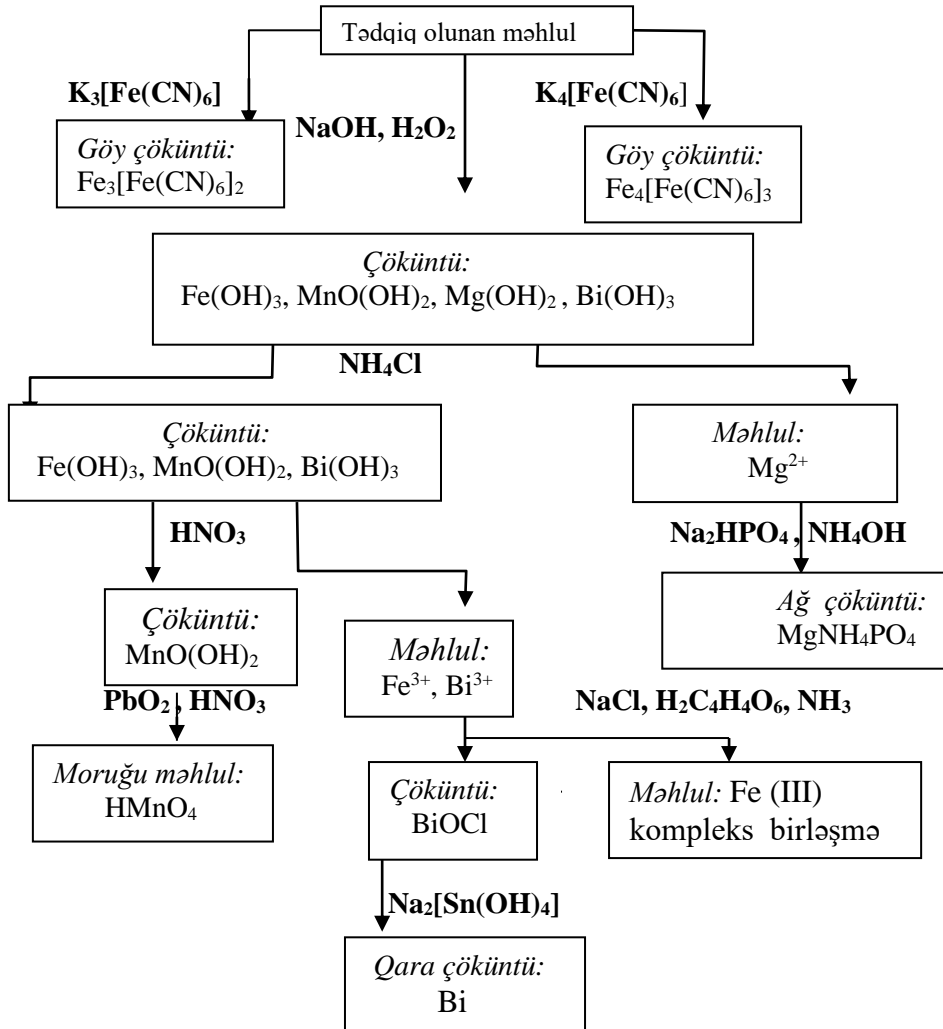 Tədqiq olunan məhlul
K₃[Fe(CN)₆]
NaOH, H₂O₂
K₄[Fe(CN)₆]
Göy çöküntü:
Fe₃[Fe(CN)₆]₂
Göy çöküntü:
Fe₄[Fe(CN)₆]₃
Çöküntü:
Fe(OH)₃, MnO(OH)₂, Mg(OH)₂ , Bi(OH)₃
NH₄Cl
Çöküntü:
Fe(OH)₃, MnO(OH)₂, Bi(OH)₃
Məhlul:
Mg²⁺
HNO₃
Na₂HPO₄ , NH₄OH
Çöküntü:
MnO(OH)₂
Məhlul:
Fe³⁺, Bi³⁺
Ağ çöküntü:
MgNH₄PO₄
PbO₂ , HNO₃
NaCl, H₂C₄H₄O₆, NH₃
Moruğu məhlul:
HMnO₄
Çöküntü:
BiOCl
Məhlul: Fe (III)
kompleks birləşmə
Na₂[Sn(OH)₄]
Qara çöküntü:
Bi